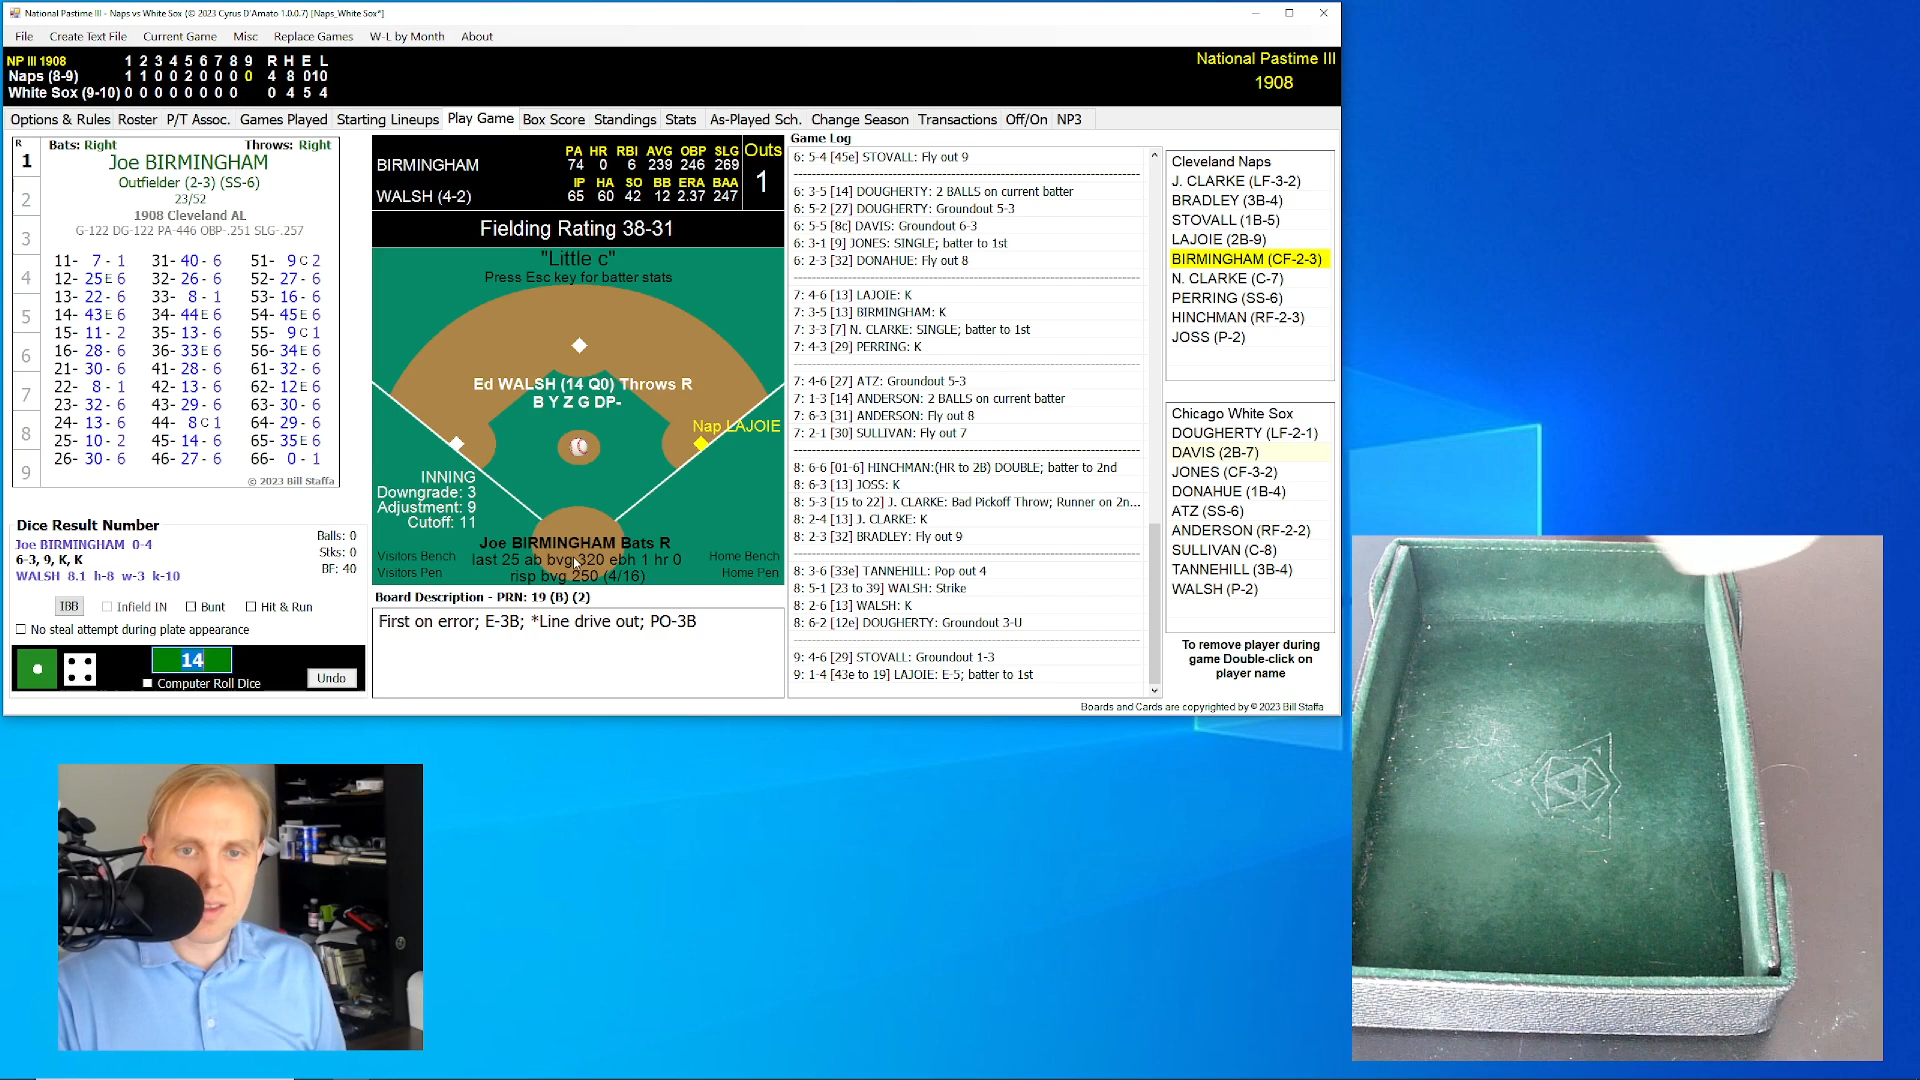 National Pastime III - Naps vs White Sox (© 2023 Cyrus D'Amato 1.0.0.7) [Naps_White Sox*]
File Create Text File Current Game Misc Replace Games W-L by Month About
NP III 1908 1 2 3 4 5 6 7 8 9 R H E L
Naps (8-9) 1 1 0 0 2 0 0 0 0 4 8 0 10
White Sox (9-10) 0 0 0 0 0 0 0 0 0 4 5 4
National Pastime III
1908
Options & Rules Roster P/T Assoc. Games Played Starting Lineups Play Game Box Score Standings Stats As-Played Sch. Change Season Transactions Off/On NP3
R
1
2
3
4
5
6
7
8
9
Bats: Right Throws: Right
Joe BIRMINGHAM
Outfielder (2-3) (SS-6)
23/52
1908 Cleveland AL
G-122 DG-122 PA-446 OBP-.251 SLG-.257
11- 7 - 1 31- 40 - 6 51- 9 C 2
12- 25 E 6 32- 26 - 6 52- 27 - 6
13- 22 - 6 33- 8 - 1 53- 16 - 6
14- 43 E 6 34- 44 E 6 54- 45 E 6
15- 11 - 2 35- 13 - 6 55- 9 C 1
16- 28 - 6 36- 33 E 6 56- 34 E 6
21- 30 - 6 41- 28 - 6 61- 32 - 6
22- 8 - 1 42- 13 - 6 62- 12 E 6
23- 32 - 6 43- 29 - 6 63- 30 - 6
24- 13 - 6 44- 8 C 1 64- 29 - 6
25- 10 - 2 45- 14 - 6 65- 35 E 6
26- 30 - 6 46- 27 - 6 66- 0 - 1
© 2023 Bill Staffa
Dice Result Number
Joe BIRMINGHAM 0-4
6-3, 9, K, K
WALSH 8.1 h-8 w-3 k-10
Balls: 0
Stks: 0
BF: 40
IBB Infield IN Bunt Hit & Run
No steal attempt during plate appearance
14
Computer Roll Dice
Undo
PA HR RBI AVG OBP SLG
BIRMINGHAM 74 0 6 239 246 269
IP HA SO BB ERA BAA
WALSH (4-2) 65 60 42 12 2.37 247
Outs
1
Fielding Rating 38-31
"Little c"
Press Esc key for batter stats
Ed WALSH (14 Q0) Throws R
B Y Z G DP-
Nap LAJOIE
INNING
Downgrade: 3
Adjustment: 9
Cutoff: 11
Joe BIRMINGHAM Bats R
last 25 ab bvg 320 ebh 1 hr 0
risp bvg 250 (4/16)
Visitors Bench
Visitors Pen
Home Bench
Home Pen
Board Description - PRN: 19 (B) (2)
First on error; E-3B; *Line drive out; PO-3B
Game Log
6: 5-4 [45e] STOVALL: Fly out 9
6: 3-5 [14] DOUGHERTY: 2 BALLS on current batter
6: 5-2 [27] DOUGHERTY: Groundout 5-3
6: 5-5 [8c] DAVIS: Groundout 6-3
6: 3-1 [9] JONES: SINGLE; batter to 1st
6: 2-3 [32] DONAHUE: Fly out 8
7: 4-6 [13] LAJOIE: K
7: 3-5 [13] BIRMINGHAM: K
7: 3-3 [7] N. CLARKE: SINGLE; batter to 1st
7: 4-3 [29] PERRING: K
7: 4-6 [27] ATZ: Groundout 5-3
7: 1-3 [14] ANDERSON: 2 BALLS on current batter
7: 6-3 [31] ANDERSON: Fly out 8
7: 2-1 [30] SULLIVAN: Fly out 7
8: 6-6 [01-6] HINCHMAN:(HR to 2B) DOUBLE; batter to 2nd
8: 6-3 [13] JOSS: K
8: 5-3 [15 to 22] J. CLARKE: Bad Pickoff Throw; Runner on 2n...
8: 2-4 [13] J. CLARKE: K
8: 2-3 [32] BRADLEY: Fly out 9
8: 3-6 [33e] TANNEHILL: Pop out 4
8: 5-1 [23 to 39] WALSH: Strike
8: 2-6 [13] WALSH: K
8: 6-2 [12e] DOUGHERTY: Groundout 3-U
9: 4-6 [29] STOVALL: Groundout 1-3
9: 1-4 [43e to 19] LAJOIE: E-5; batter to 1st
Cleveland Naps
J. CLARKE (LF-3-2)
BRADLEY (3B-4)
STOVALL (1B-5)
LAJOIE (2B-9)
BIRMINGHAM (CF-2-3)
N. CLARKE (C-7)
PERRING (SS-6)
HINCHMAN (RF-2-3)
JOSS (P-2)
Chicago White Sox
DOUGHERTY (LF-2-1)
DAVIS (2B-7)
JONES (CF-3-2)
DONAHUE (1B-4)
ATZ (SS-6)
ANDERSON (RF-2-2)
SULLIVAN (C-8)
TANNEHILL (3B-4)
WALSH (P-2)
To remove player during
game Double-click on
player name
Boards and Cards are copyrighted by © 2023 Bill Staffa